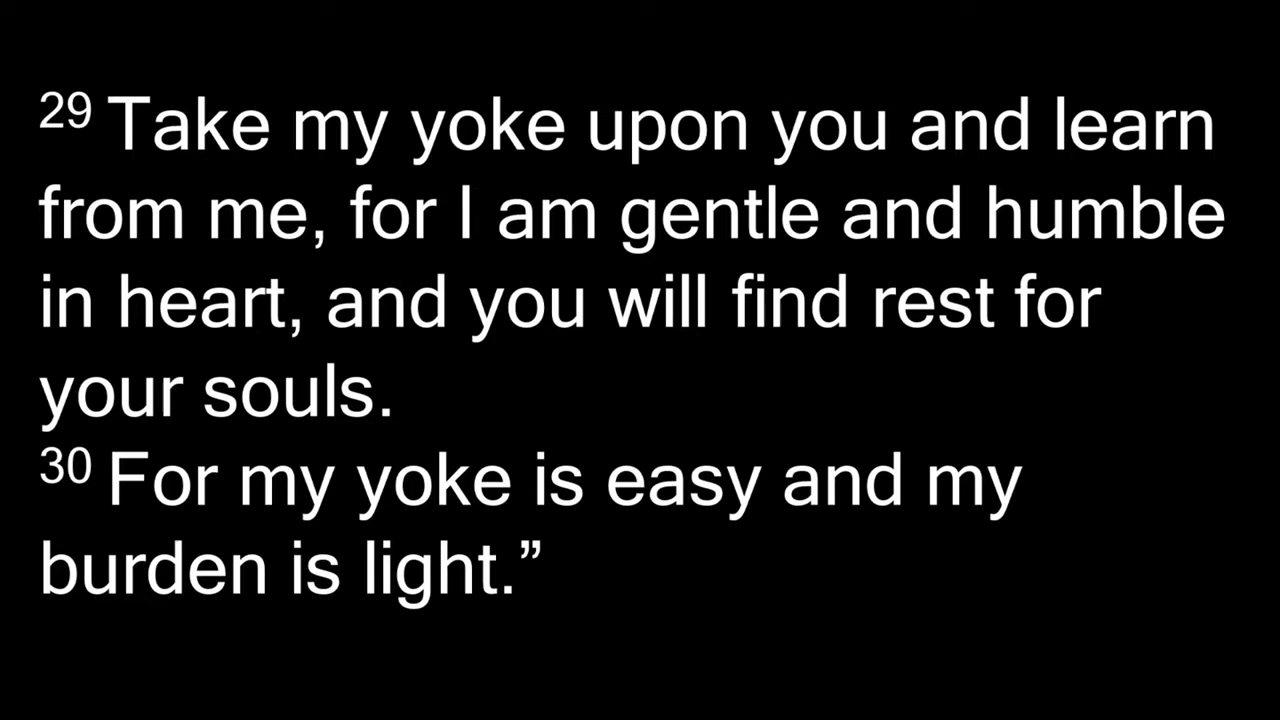 29 Take my yoke upon you and learn
from me, for I am gentle and humble
in heart, and you will find rest for
your souls.
30 For my yoke is easy and my
burden is light.”